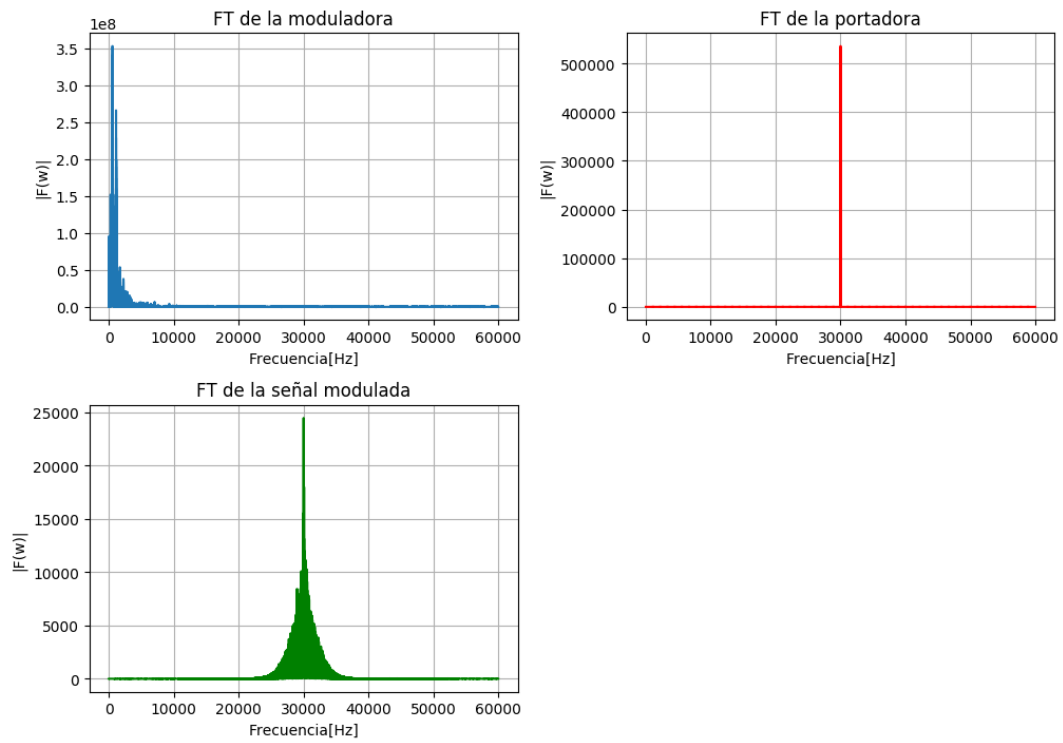 FT de la moduladora
1e8
3.5
3.0
2.5
2.0
1.5
1.0
0.5
0.0
|F(w)|
0 10000 20000 30000 40000 50000 60000
Frecuencia[Hz]
FT de la portadora
500000
400000
300000
200000
100000
0
|F(w)|
0 10000 20000 30000 40000 50000 60000
Frecuencia[Hz]
FT de la señal modulada
25000
20000
15000
10000
5000
0
|F(w)|
0 10000 20000 30000 40000 50000 60000
Frecuencia[Hz]